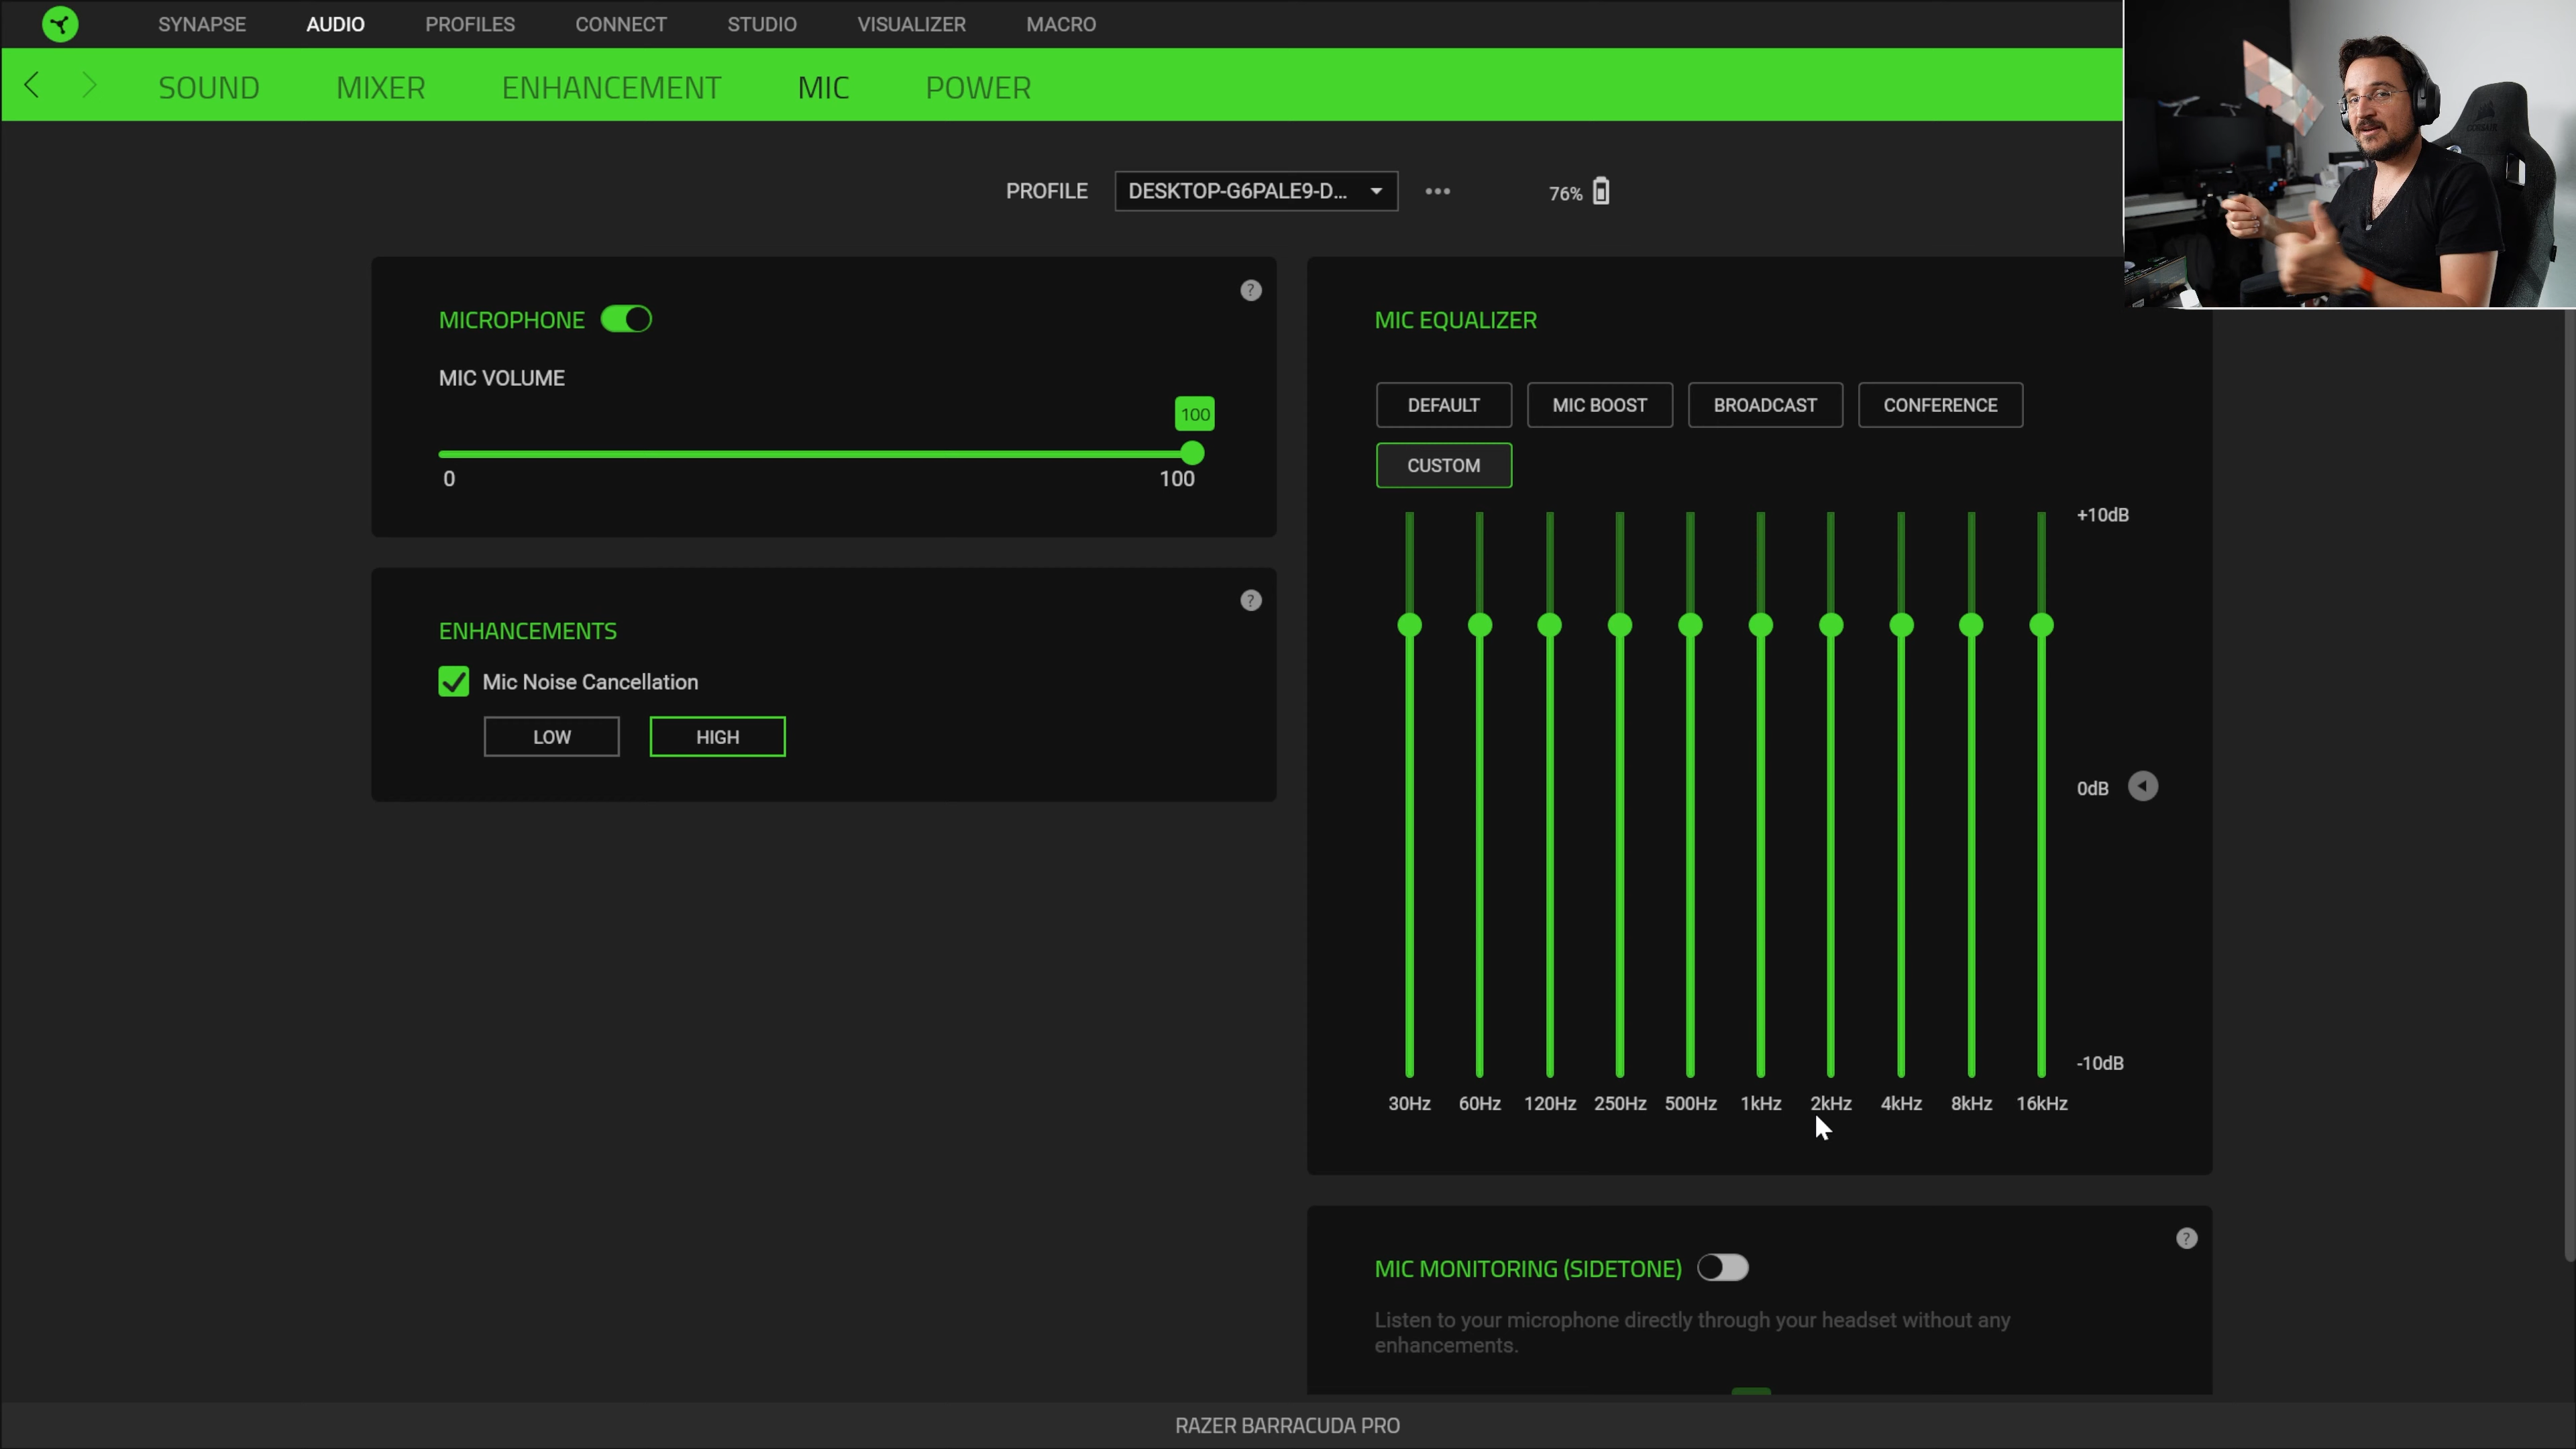 SYNAPSE AUDIO PROFILES CONNECT STUDIO VISUALIZER MACRO
SOUND MIXER ENHANCEMENT MIC POWER
PROFILE DESKTOP-G6PALE9-D... 76%
MICROPHONE
MIC VOLUME
100
0 100
ENHANCEMENTS
Mic Noise Cancellation
LOW HIGH
MIC EQUALIZER
DEFAULT MIC BOOST BROADCAST CONFERENCE
CUSTOM
+10dB
0dB
-10dB
30Hz 60Hz 120Hz 250Hz 500Hz 1kHz 2kHz 4kHz 8kHz 16kHz
MIC MONITORING (SIDETONE)
Listen to your microphone directly through your headset without any
enhancements.
RAZER BARRACUDA PRO
CORSAIR